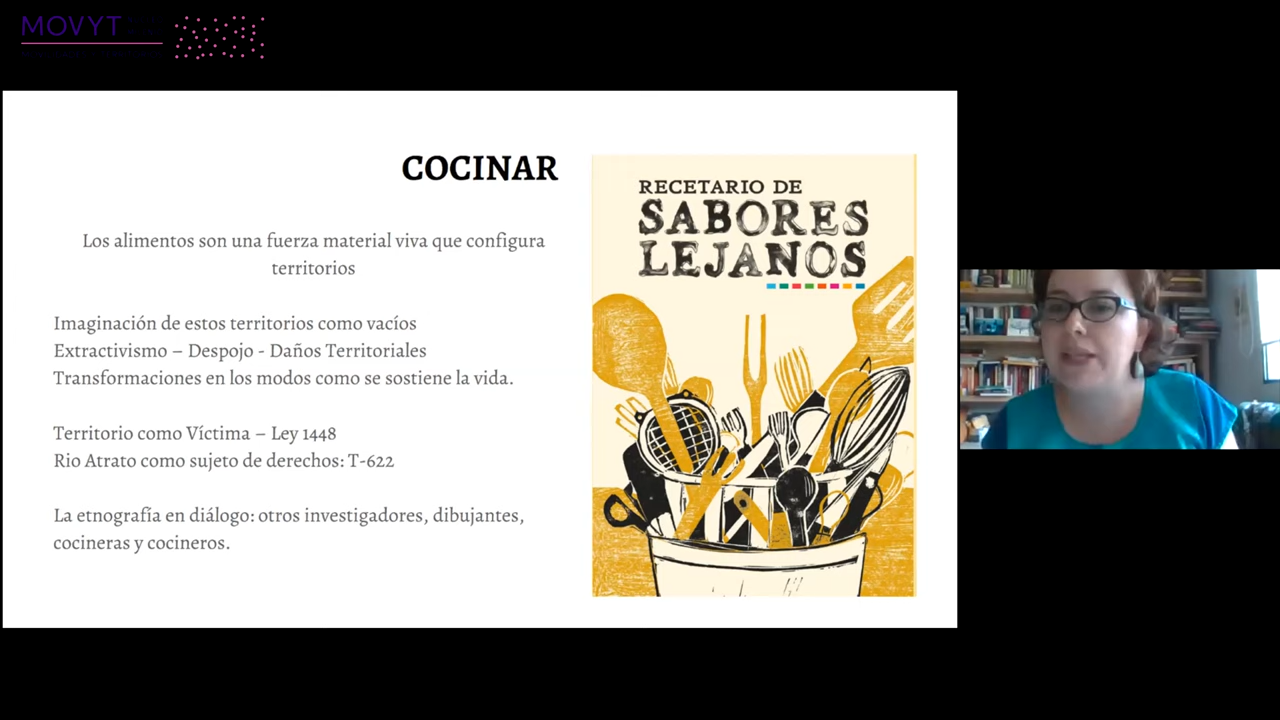 MOVYT
COCINAR
Los alimentos son una fuerza material viva que configura
territorios
Imaginación de estos territorios como vacíos
Extractivismo – Despojo - Daños Territoriales
Transformaciones en los modos como se sostiene la vida.
Territorio como Víctima – Ley 1448
Rio Atrato como sujeto de derechos: T-622
La etnografía en diálogo: otros investigadores, dibujantes,
cocineras y cocineros.
RECETARIO DE
SABORES
LEJANOS